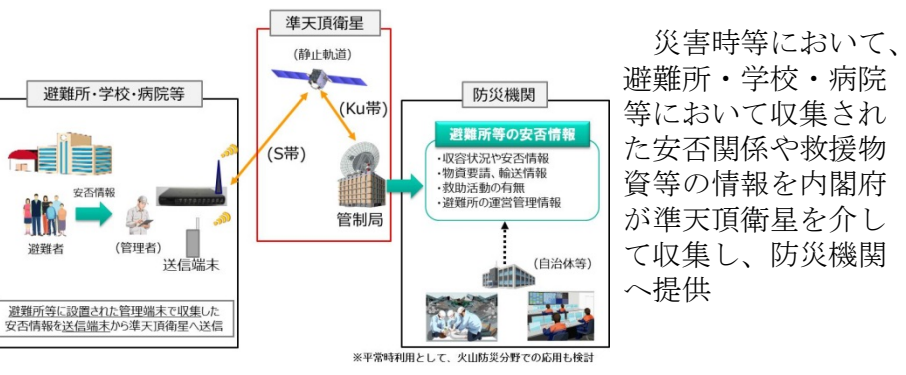 準天頂衛星
(静止軌道)
(Ku帯)
(S帯)
管制局
避難所・学校・病院等
安否情報
避難者
(管理者)
送信端末
避難所等に設置された管理端末で収集した
安否情報を送信端末から準天頂衛星へ送信
防災機関
避難所等の安否情報
・収容状況や安否情報
・物資要請、輸送情報
・救助活動の有無
・避難所の運営管理情報
(自治体等)
※平常時利用として、火山防災分野での応用も検討
災害時等において、
避難所・学校・病院
等において収集され
た安否関係や救援物
資等の情報を内閣府
が準天頂衛星を介し
て収集し、防災機関
へ提供